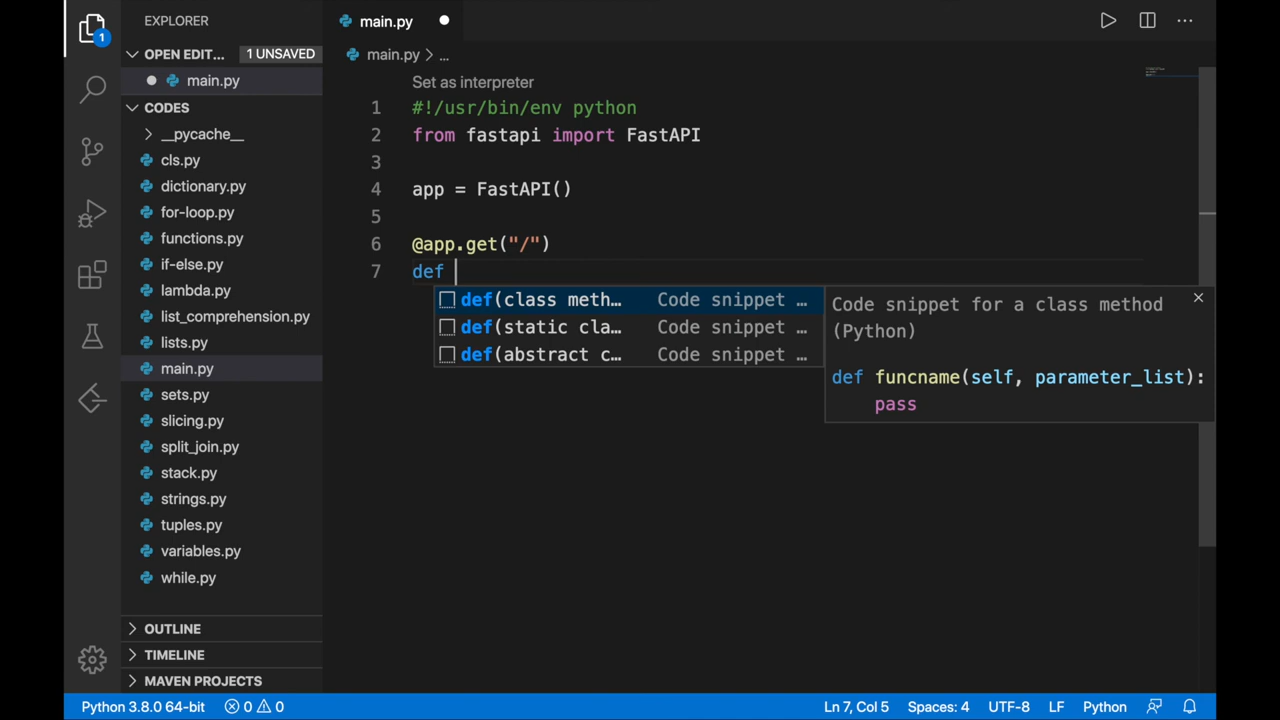 EXPLORER
OPEN EDIT... 1 UNSAVED
main.py
CODES
__pycache__
cls.py
dictionary.py
for-loop.py
functions.py
if-else.py
lambda.py
list_comprehension.py
lists.py
main.py
sets.py
slicing.py
split_join.py
stack.py
strings.py
tuples.py
variables.py
while.py
OUTLINE
TIMELINE
MAVEN PROJECTS
1
main.py
main.py > ...
Set as interpreter
1 #!/usr/bin/env python
2 from fastapi import FastAPI
3
4 app = FastAPI()
5
6 @app.get("/")
7 def
def(class meth... Code snippet ...
def(static cla... Code snippet ...
def(abstract c... Code snippet ...
Code snippet for a class method
(Python)
def funcname(self, parameter_list):
pass
Python 3.8.0 64-bit 0 0 Ln 7, Col 5 Spaces: 4 UTF-8 LF Python